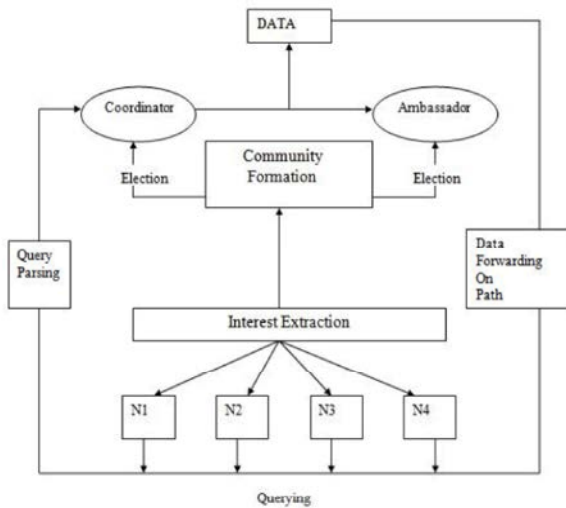 DATA
Coordinator
Ambassador
Community
Formation
Election
Election
Query
Parsing
Data
Forwarding
On
Path
Interest Extraction
N1
N2
N3
N4
Querying